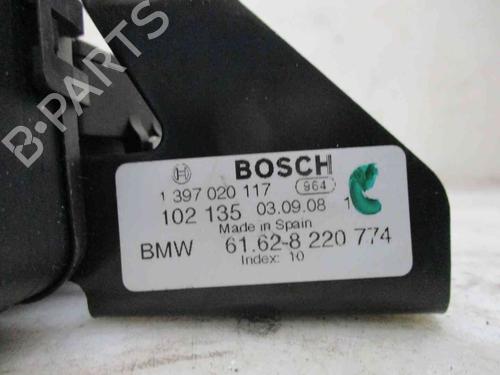 B-PARTS
BOSCH
1 397 020 117 964
102 135 03.09.08 1
Made in Spain
BMW 61.62-8 220 774
Index: 10